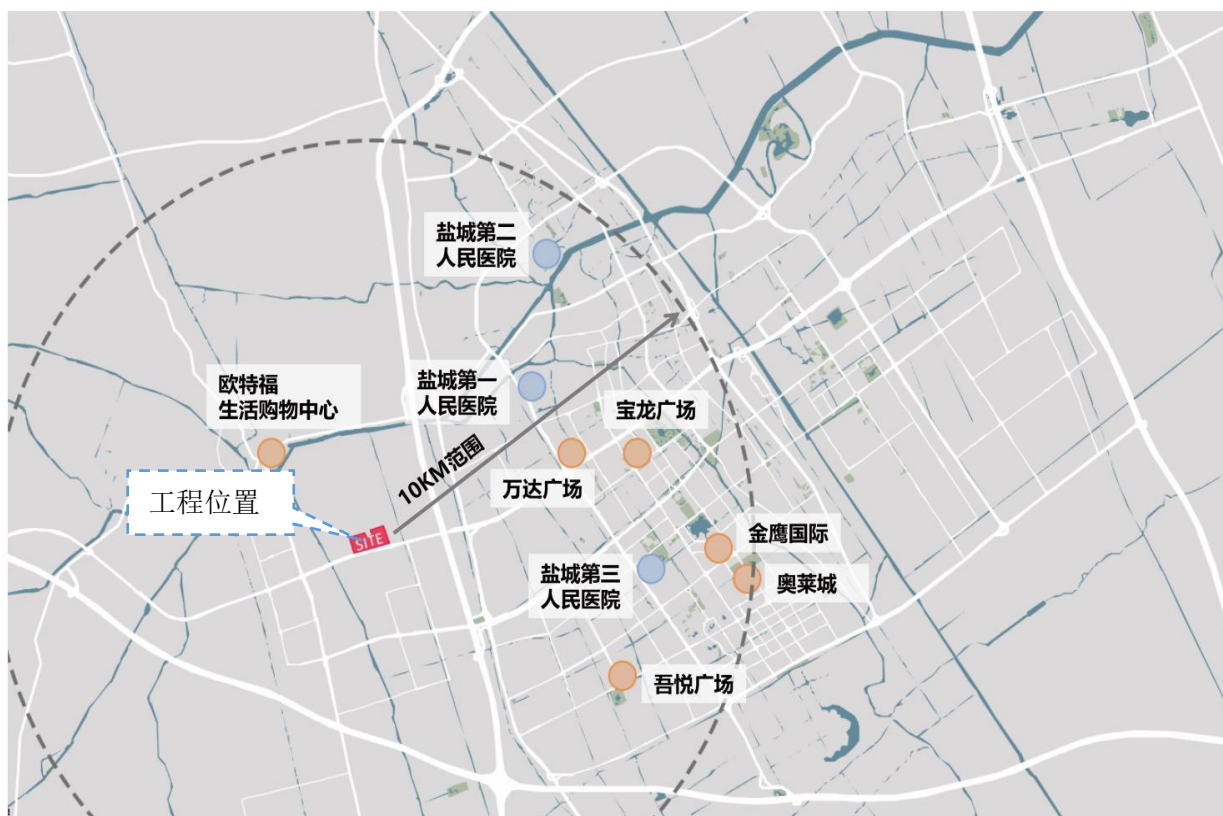 盐城第二
人民医院
欧特福
生活购物中心
盐城第一
人民医院
宝龙广场
10KM范围
万达广场
工程位置
SITE
金鹰国际
盐城第三
人民医院
奥莱城
吾悦广场